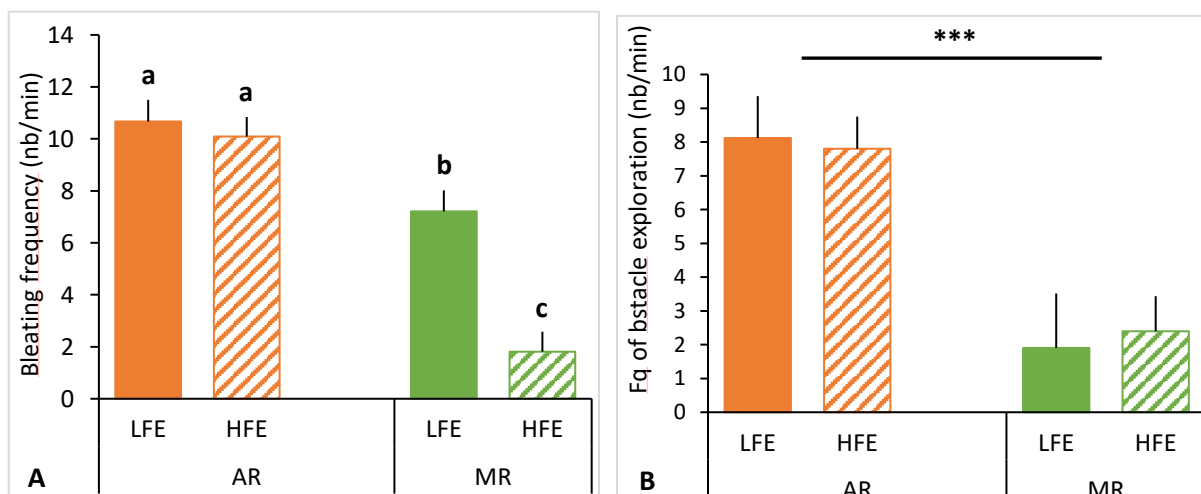 Bleating frequency (nb/min)
14
12
10
8
6
4
2
0
a
a
b
c
LFE
HFE
LFE
HFE
AR
MR
A
Fq of bstacle exploration (nb/min)
10
9
8
7
6
5
4
3
2
1
0
***
LFE
HFE
LFE
HFE
AR
MR
B